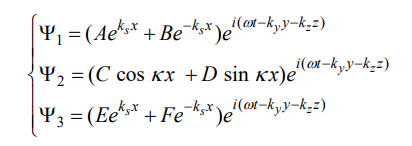 Ψ₁ = (Ae^{k_s x} + Be^{-k_s x})e^{i(ωt-k_y y-k_z z)}
Ψ₂ = (C cos κx + D sin κx)e^{i(ωt-k_y y-k_z z)}
Ψ₃ = (Ee^{k_s x} + Fe^{-k_s x})e^{i(ωt-k_y y-k_z z)}